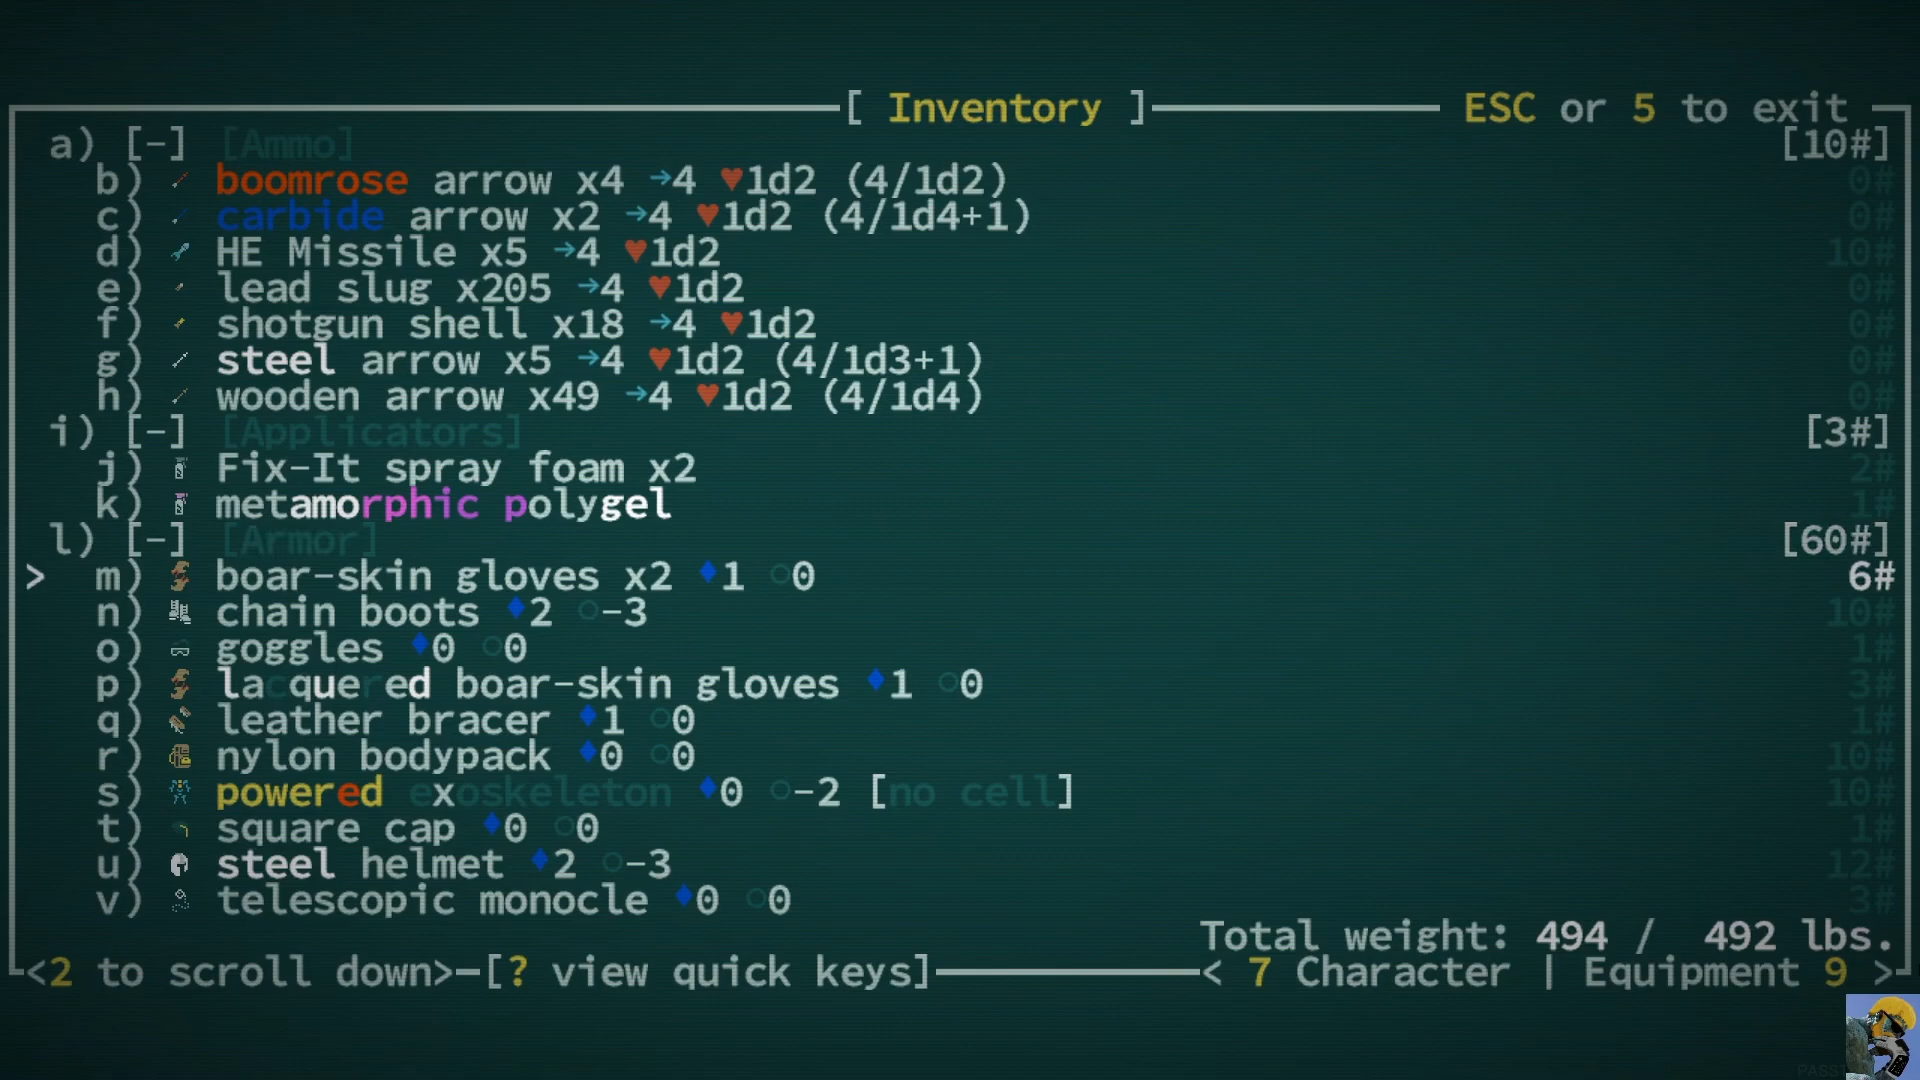 [ Inventory ] ESC or 5 to exit
a) [-] [Ammo] [10#]
b) boomrose arrow x4 →4 ♥1d2 (4/1d2) 0#
c) carbide arrow x2 →4 ♥1d2 (4/1d4+1) 0#
d) HE Missile x5 →4 ♥1d2 10#
e) lead slug x205 →4 ♥1d2 0#
f) shotgun shell x18 →4 ♥1d2 0#
g) steel arrow x5 →4 ♥1d2 (4/1d3+1) 0#
h) wooden arrow x49 →4 ♥1d2 (4/1d4) 0#
i) [-] [Applicators] [3#]
j) Fix-It spray foam x2 2#
k) metamorphic polygel 1#
l) [-] [Armor] [60#]
> m) boar-skin gloves x2 ♦1 ○0 6#
n) chain boots ♦2 ○-3 10#
o) goggles ♦0 ○0 1#
p) lacquered boar-skin gloves ♦1 ○0 3#
q) leather bracer ♦1 ○0 1#
r) nylon bodypack ♦0 ○0 10#
s) powered exoskeleton ♦0 ○-2 [no cell] 10#
t) square cap ♦0 ○0 1#
u) steel helmet ♦2 ○-3 12#
v) telescopic monocle ♦0 ○0 3#
Total weight: 494 / 492 lbs.
<2 to scroll down> [? view quick keys] < 7 Character | Equipment 9 >